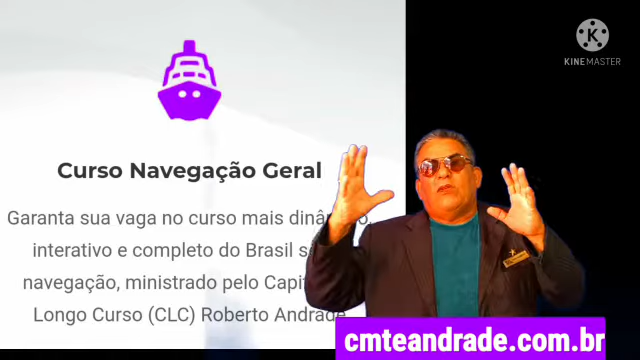 K
KINEMASTER
Curso Navegação Geral
Garanta sua vaga no curso mais
interativo e completo do Brasil
navegação, ministrado pelo
Longo Curso (CLC) Roberto Andrade
cmteandrade.com.br